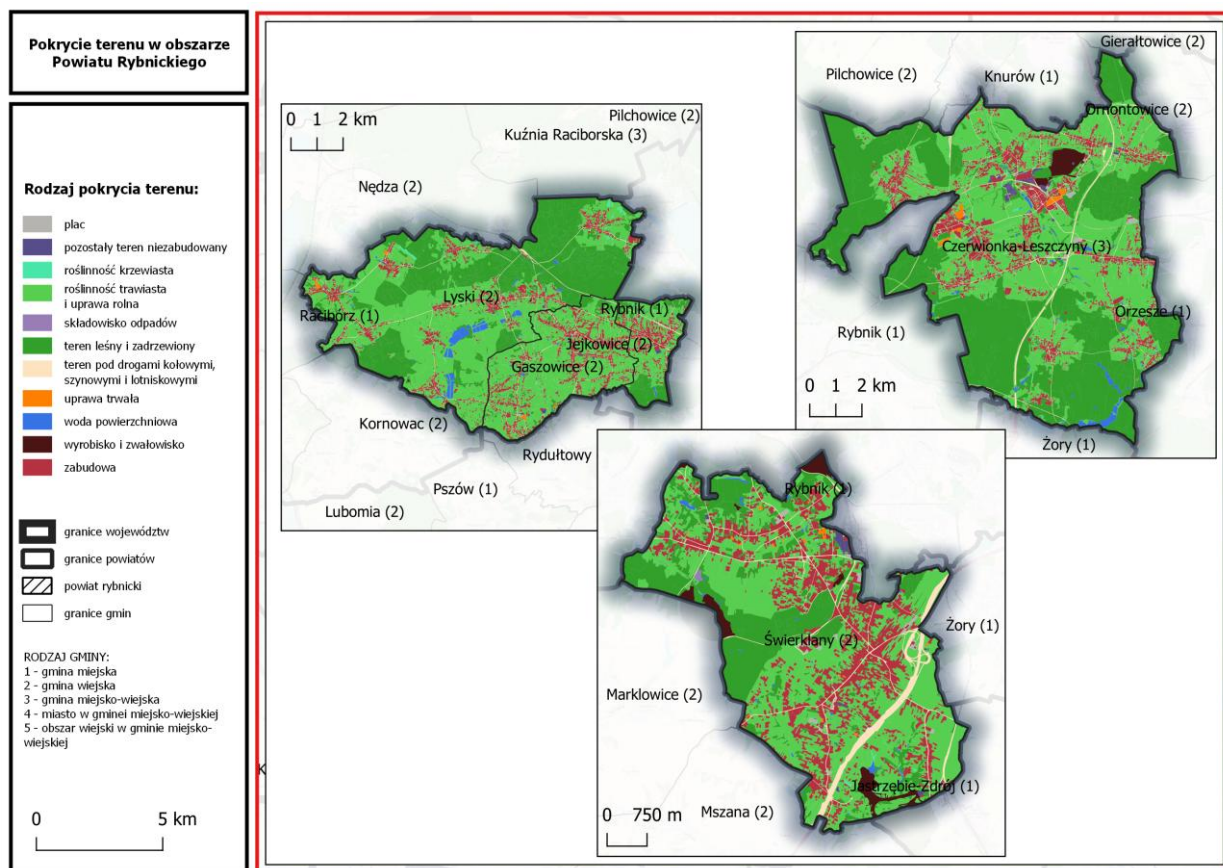 Pokrycie terenu w obszarze
Powiatu Rybnickiego
Rodzaj pokrycia terenu:
plac
pozostały teren niezabudowany
roślinność krzewiasta
roślinność trawiasta
i uprawa rolna
składowisko odpadów
teren leśny i zadrzewiony
teren pod drogami kołowymi,
szynowymi i lotniskowymi
uprawa trwała
woda powierzchniowa
wyrobisko i zwałowisko
zabudowa
granice województw
granice powiatów
powiat rybnicki
granice gmin
RODZAJ GMINY:
1 - gmina miejska
2 - gmina wiejska
3 - gmina miejsko-wiejska
4 - miasto w gminei miejsko-wiejskiej
5 - obszar wiejski w gminie miejsko-
wiejskiej
0 5 km
0 1 2 km
Pilchowice (2)
Kuźnia Raciborska (3)
Nędza (2)
Lyski (2)
Racibórz (1)
Rybnik (1)
Jejkowice (2)
Gaszowice (2)
Kornowac (2)
Rydułtowy
Pszów (1)
Lubomia (2)
Gierałtowice (2)
Pilchowice (2)
Knurów (1)
Ornontowice (2)
Czerwionka-Leszczyny (3)
Orzesze (1)
Rybnik (1)
0 1 2 km
Żory (1)
Rybnik (1)
Żory (1)
Świerklany (2)
Marklowice (2)
Jastrzębie-Zdrój (1)
Mszana (2)
0 750 m
K